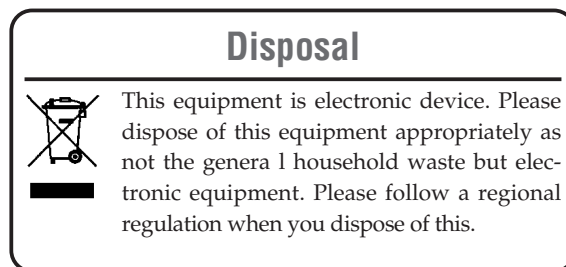 Disposal
This equipment is electronic device. Please
dispose of this equipment appropriately as
not the genera l household waste but elec-
tronic equipment. Please follow a regional
regulation when you dispose of this.